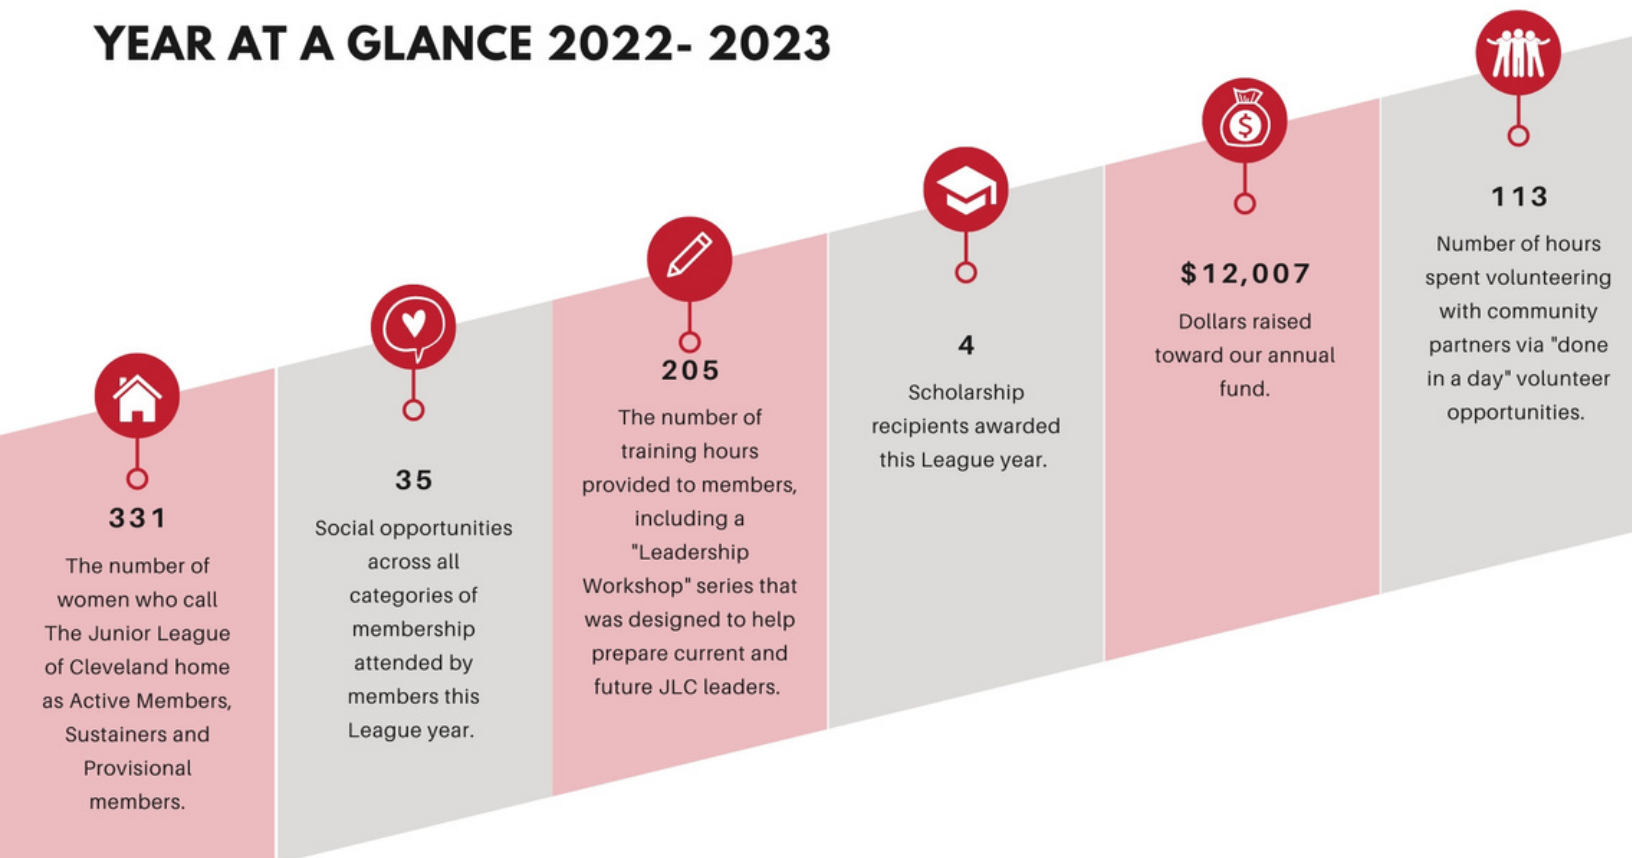 YEAR AT A GLANCE 2022- 2023
331
The number of
women who call
The Junior League
of Cleveland home
as Active Members,
Sustainers and
Provisional
members.
35
Social opportunities
across all
categories of
membership
attended by
members this
League year.
205
The number of
training hours
provided to members,
including a
"Leadership
Workshop" series that
was designed to help
prepare current and
future JLC leaders.
4
Scholarship
recipients awarded
this League year.
$
$12,007
Dollars raised
toward our annual
fund.
113
Number of hours
spent volunteering
with community
partners via "done
in a day" volunteer
opportunities.